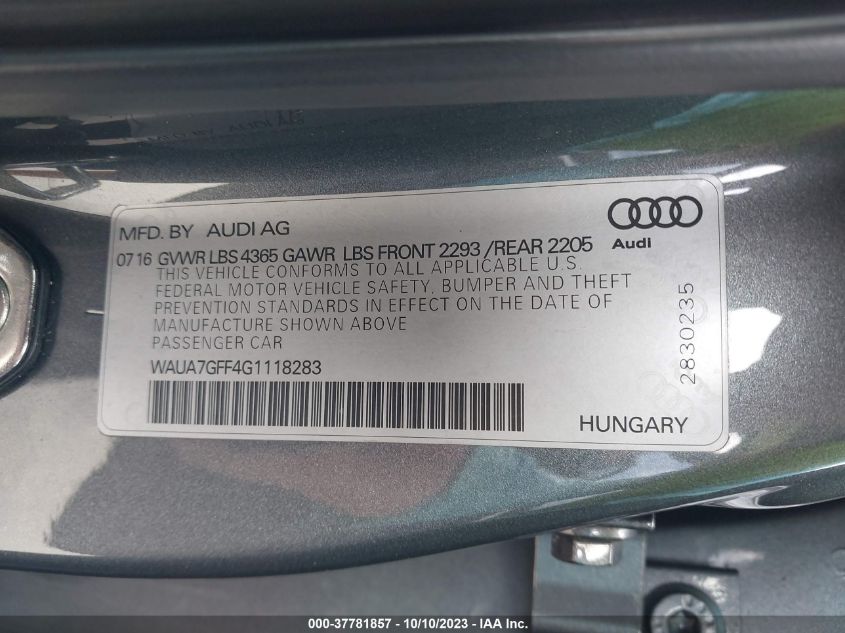 MFD. BY AUDI AG
07 16 GVWR LBS 4365 GAWR LBS FRONT 2293 /REAR 2205
THIS VEHICLE CONFORMS TO ALL APPLICABLE U.S.
FEDERAL MOTOR VEHICLE SAFETY, BUMPER AND THEFT
PREVENTION STANDARDS IN EFFECT ON THE DATE OF
MANUFACTURE SHOWN ABOVE
PASSENGER CAR
WAUA7GFF4G1118283
Audi
2830235
HUNGARY
000-37781857 - 10/10/2023 - © IAA Inc.